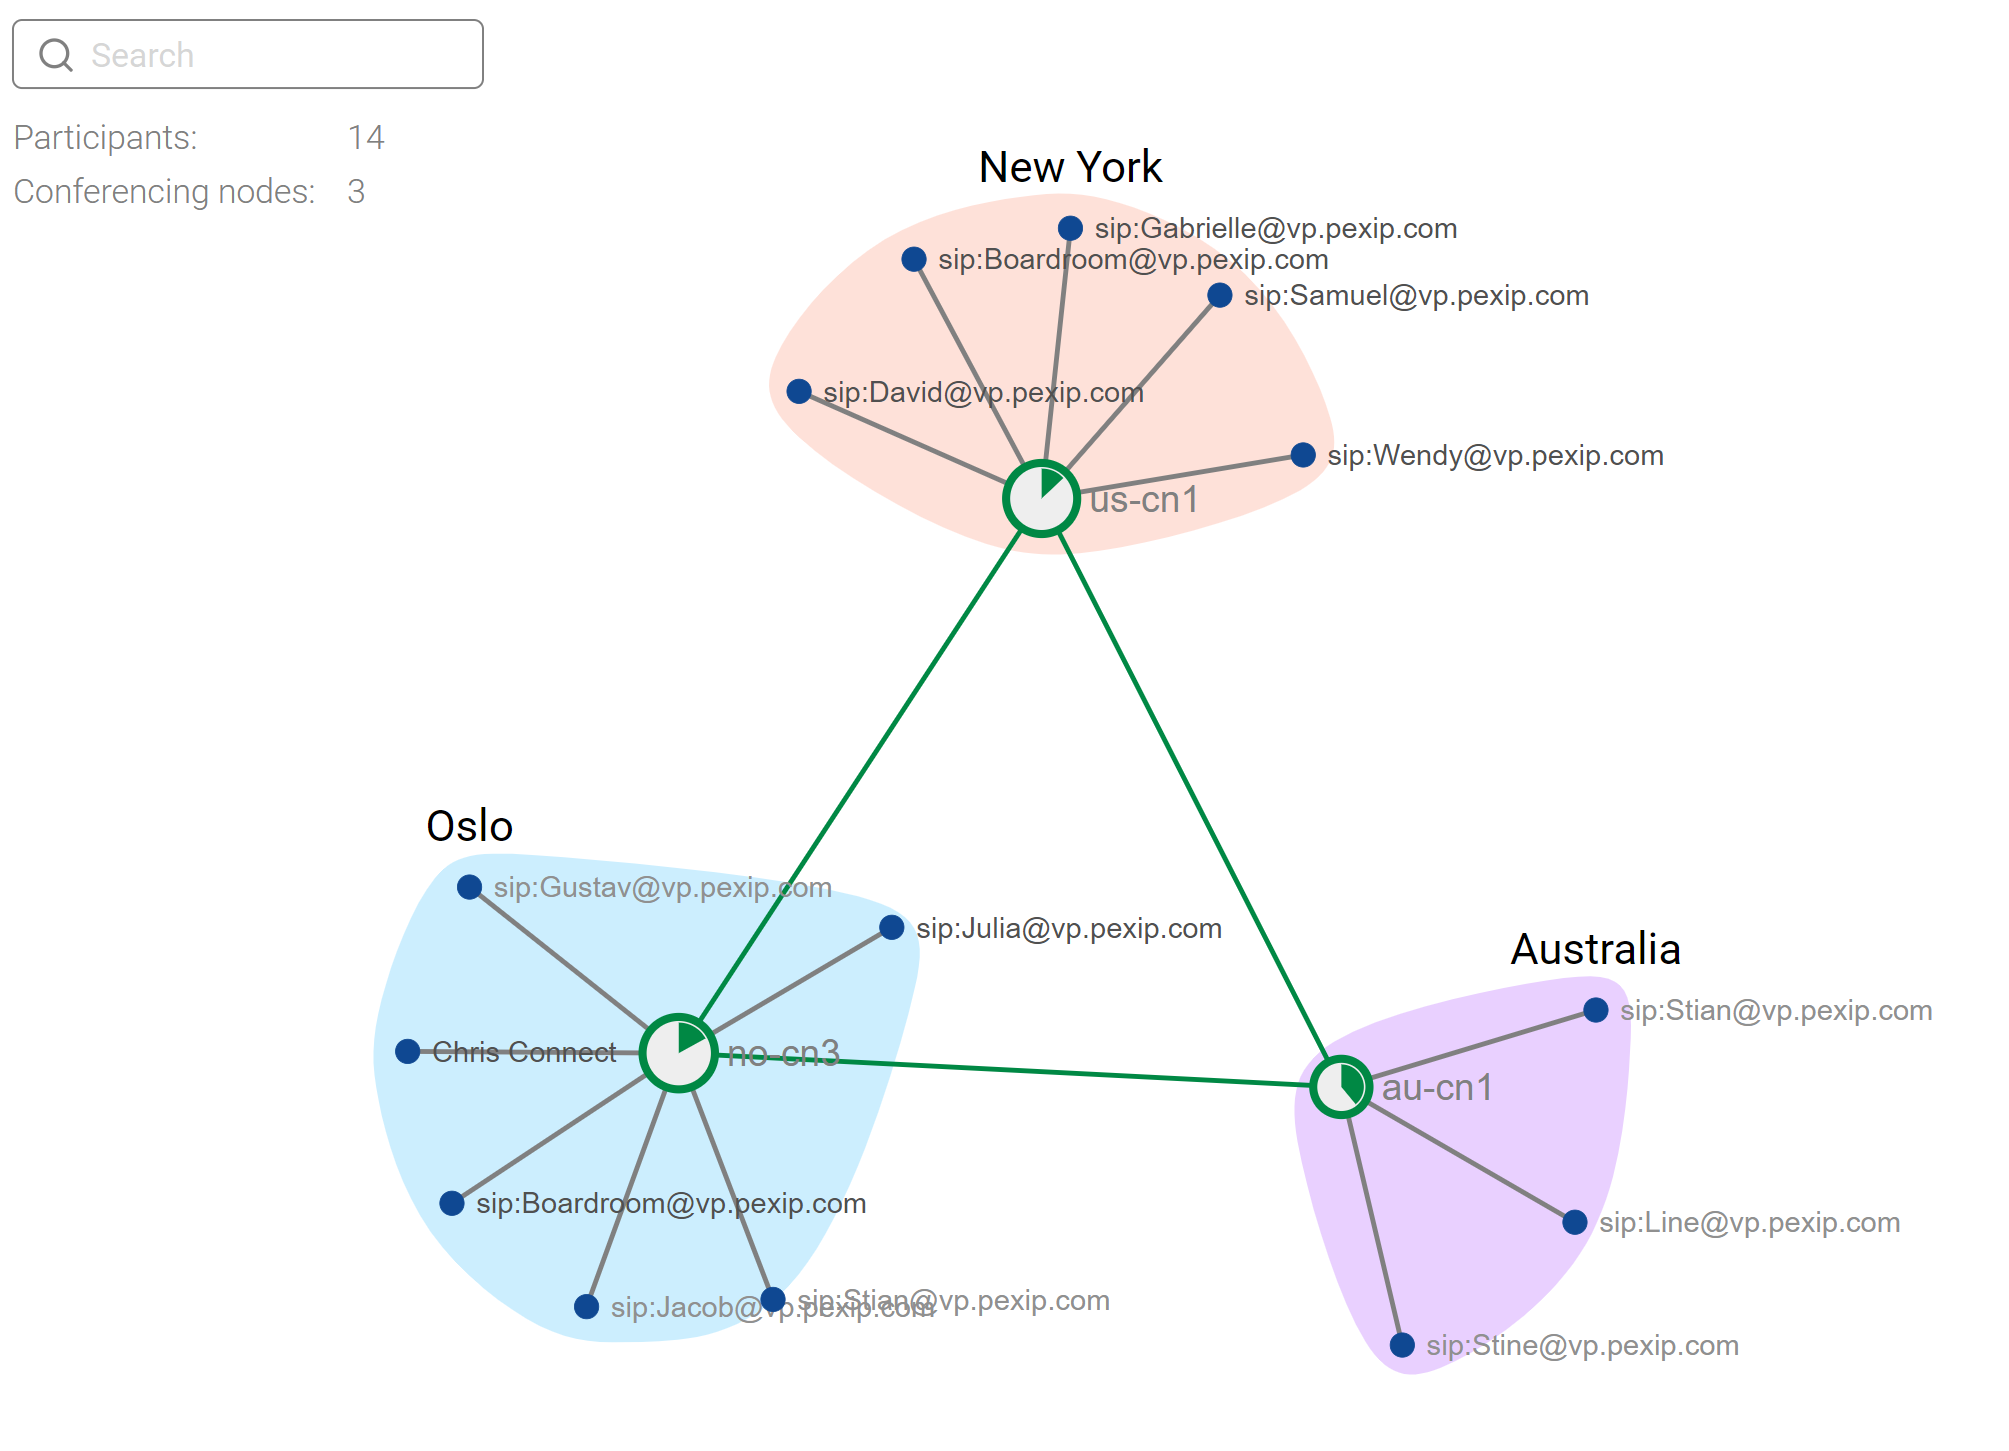 Search
Participants: 14
Conferencing nodes: 3
New York
sip:Gabrielle@vp.pexip.com
sip:Boardroom@vp.pexip.com
sip:Samuel@vp.pexip.com
sip:David@vp.pexip.com
sip:Wendy@vp.pexip.com
us-cn1
Oslo
sip:Gustav@vp.pexip.com
sip:Julia@vp.pexip.com
Chris Connect
no-cn3
sip:Boardroom@vp.pexip.com
sip:Jacob@vp.pexip.com
sip:Stian@vp.pexip.com
Australia
sip:Stian@vp.pexip.com
au-cn1
sip:Line@vp.pexip.com
sip:Stine@vp.pexip.com